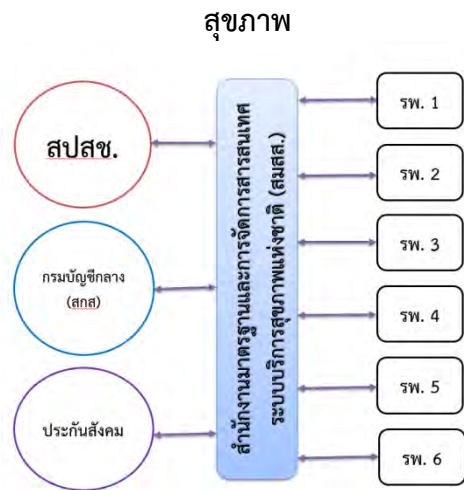 สุขภาพ
สปสช.
กรมบัญชีกลาง
(สกส)
ประกันสังคม
สำนักงานมาตรฐานและการจัดการสารสนเทศ
ระบบบริการสุขภาพแห่งชาติ (สมสส.)
รพ. 1
รพ. 2
รพ. 3
รพ. 4
รพ. 5
รพ. 6